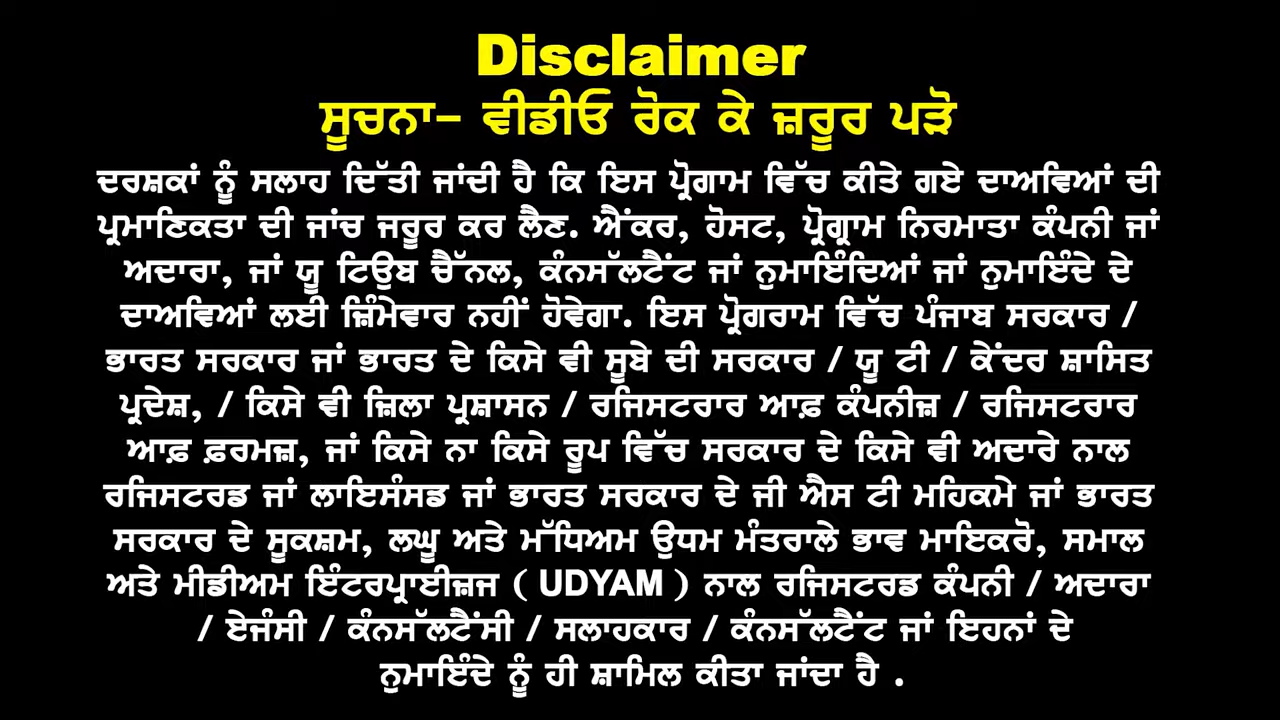 Disclaimer
ਸੂਚਨਾ- ਵੀਡੀਓ ਰੋਕ ਕੇ ਜ਼ਰੂਰ ਪੜੋ
ਦਰਸ਼ਕਾਂ ਨੂੰ ਸਲਾਹ ਦਿੱਤੀ ਜਾਂਦੀ ਹੈ ਕਿ ਇਸ ਪ੍ਰੋਗਾਮ ਵਿੱਚ ਕੀਤੇ ਗਏ ਦਾਅਵਿਆਂ ਦੀ
ਪ੍ਰਮਾਣਿਕਤਾ ਦੀ ਜਾਂਚ ਜਰੂਰ ਕਰ ਲੈਣ. ਐਂਕਰ, ਹੋਸਟ, ਪ੍ਰੋਗ੍ਰਾਮ ਨਿਰਮਾਤਾ ਕੰਪਨੀ ਜਾਂ
ਅਦਾਰਾ, ਜਾਂ ਯੂ ਟਿਉਬ ਚੈੱਨਲ, ਕੰਨਸੱਲਟੈਂਟ ਜਾਂ ਨੁਮਾਇੰਦਿਆਂ ਜਾਂ ਨੁਮਾਇੰਦੇ ਦੇ
ਦਾਅਵਿਆਂ ਲਈ ਜ਼ਿੰਮੇਵਾਰ ਨਹੀਂ ਹੋਵੇਗਾ. ਇਸ ਪ੍ਰੋਗਰਾਮ ਵਿੱਚ ਪੰਜਾਬ ਸਰਕਾਰ /
ਭਾਰਤ ਸਰਕਾਰ ਜਾਂ ਭਾਰਤ ਦੇ ਕਿਸੇ ਵੀ ਸੂਬੇ ਦੀ ਸਰਕਾਰ / ਯੂ ਟੀ / ਕੇਂਦਰ ਸ਼ਾਸਿਤ
ਪ੍ਰਦੇਸ਼, / ਕਿਸੇ ਵੀ ਜ਼ਿਲਾ ਪ੍ਰਸ਼ਾਸਨ / ਰਜਿਸਟਰਾਰ ਆਫ਼ ਕੰਪਨੀਜ਼ / ਰਜਿਸਟਰਾਰ
ਆਫ਼ ਫ਼ਰਮਜ਼, ਜਾਂ ਕਿਸੇ ਨਾ ਕਿਸੇ ਰੂਪ ਵਿੱਚ ਸਰਕਾਰ ਦੇ ਕਿਸੇ ਵੀ ਅਦਾਰੇ ਨਾਲ
ਰਜਿਸਟਰਡ ਜਾਂ ਲਾਇਸੰਸਡ ਜਾਂ ਭਾਰਤ ਸਰਕਾਰ ਦੇ ਜੀ ਐਸ ਟੀ ਮਹਿਕਮੇ ਜਾਂ ਭਾਰਤ
ਸਰਕਾਰ ਦੇ ਸੂਕਸ਼ਮ, ਲਘੂ ਅਤੇ ਮੱਧਿਅਮ ਉਧਮ ਮੰਤਰਾਲੇ ਭਾਵ ਮਾਇਕਰੋ, ਸਮਾਲ
ਅਤੇ ਮੀਡੀਅਮ ਇੰਟਰਪ੍ਰਾਈਜ਼ਜ ( UDYAM ) ਨਾਲ ਰਜਿਸਟਰਡ ਕੰਪਨੀ / ਅਦਾਰਾ
/ ਏਜੰਸੀ / ਕੰਨਸੱਲਟੈਂਸੀ / ਸਲਾਹਕਾਰ / ਕੰਨਸੱਲਟੈਂਟ ਜਾਂ ਇਹਨਾਂ ਦੇ
ਨੁਮਾਇੰਦੇ ਨੂੰ ਹੀ ਸ਼ਾਮਿਲ ਕੀਤਾ ਜਾਂਦਾ ਹੈ .